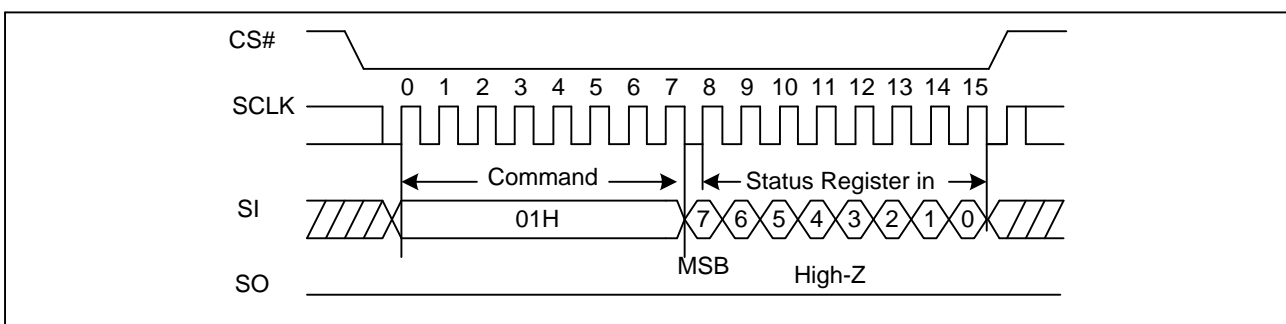 CS#
0 1 2 3 4 5 6 7 8 9 10 11 12 13 14 15
SCLK
Command Status Register in
SI 01H 7 6 5 4 3 2 1 0
MSB High-Z
SO